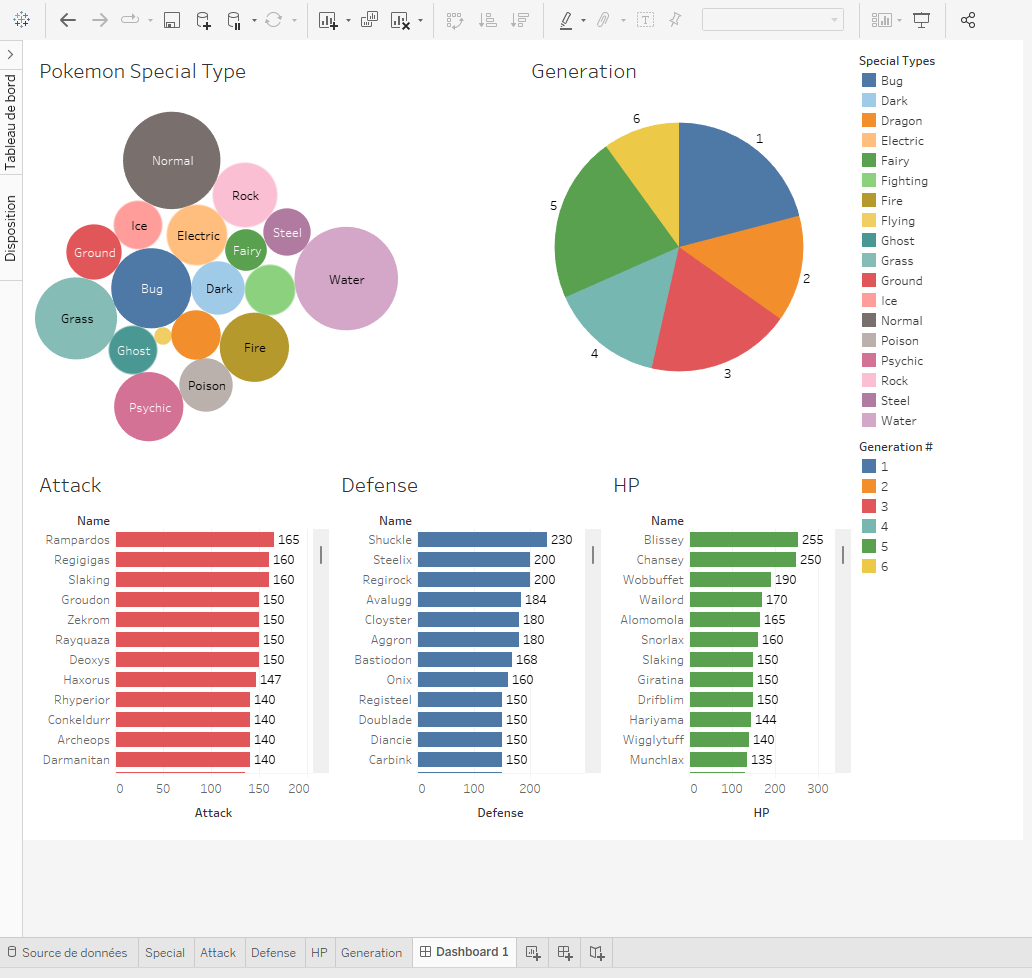 Tableau de bord
Disposition
Pokemon Special Type
Normal
Rock
Ice
Electric
Steel
Fairy
Ground
Water
Bug
Dark
Grass
Ghost
Fire
Poison
Psychic
Generation
6
1
5
2
4
3
Special Types
Bug
Dark
Dragon
Electric
Fairy
Fighting
Fire
Flying
Ghost
Grass
Ground
Ice
Normal
Poison
Psychic
Rock
Steel
Water
Generation #
1
2
3
4
5
6
Attack
Name
Rampardos 165
Regigigas 160
Slaking 160
Groudon 150
Zekrom 150
Rayquaza 150
Deoxys 150
Haxorus 147
Rhyperior 140
Conkeldurr 140
Archeops 140
Darmanitan 140
0 50 100 150 200
Attack
Defense
Name
Shuckle 230
Steelix 200
Regirock 200
Avalugg 184
Cloyster 180
Aggron 180
Bastiodon 168
Onix 160
Registeel 150
Doublade 150
Diancie 150
Carbink 150
0 100 200
Defense
HP
Name
Blissey 255
Chansey 250
Wobbuffet 190
Wailord 170
Alomomola 165
Snorlax 160
Slaking 150
Giratina 150
Drifblim 150
Hariyama 144
Wigglytuff 140
Munchlax 135
0 100 200 300
HP
Source de données Special Attack Defense HP Generation Dashboard 1